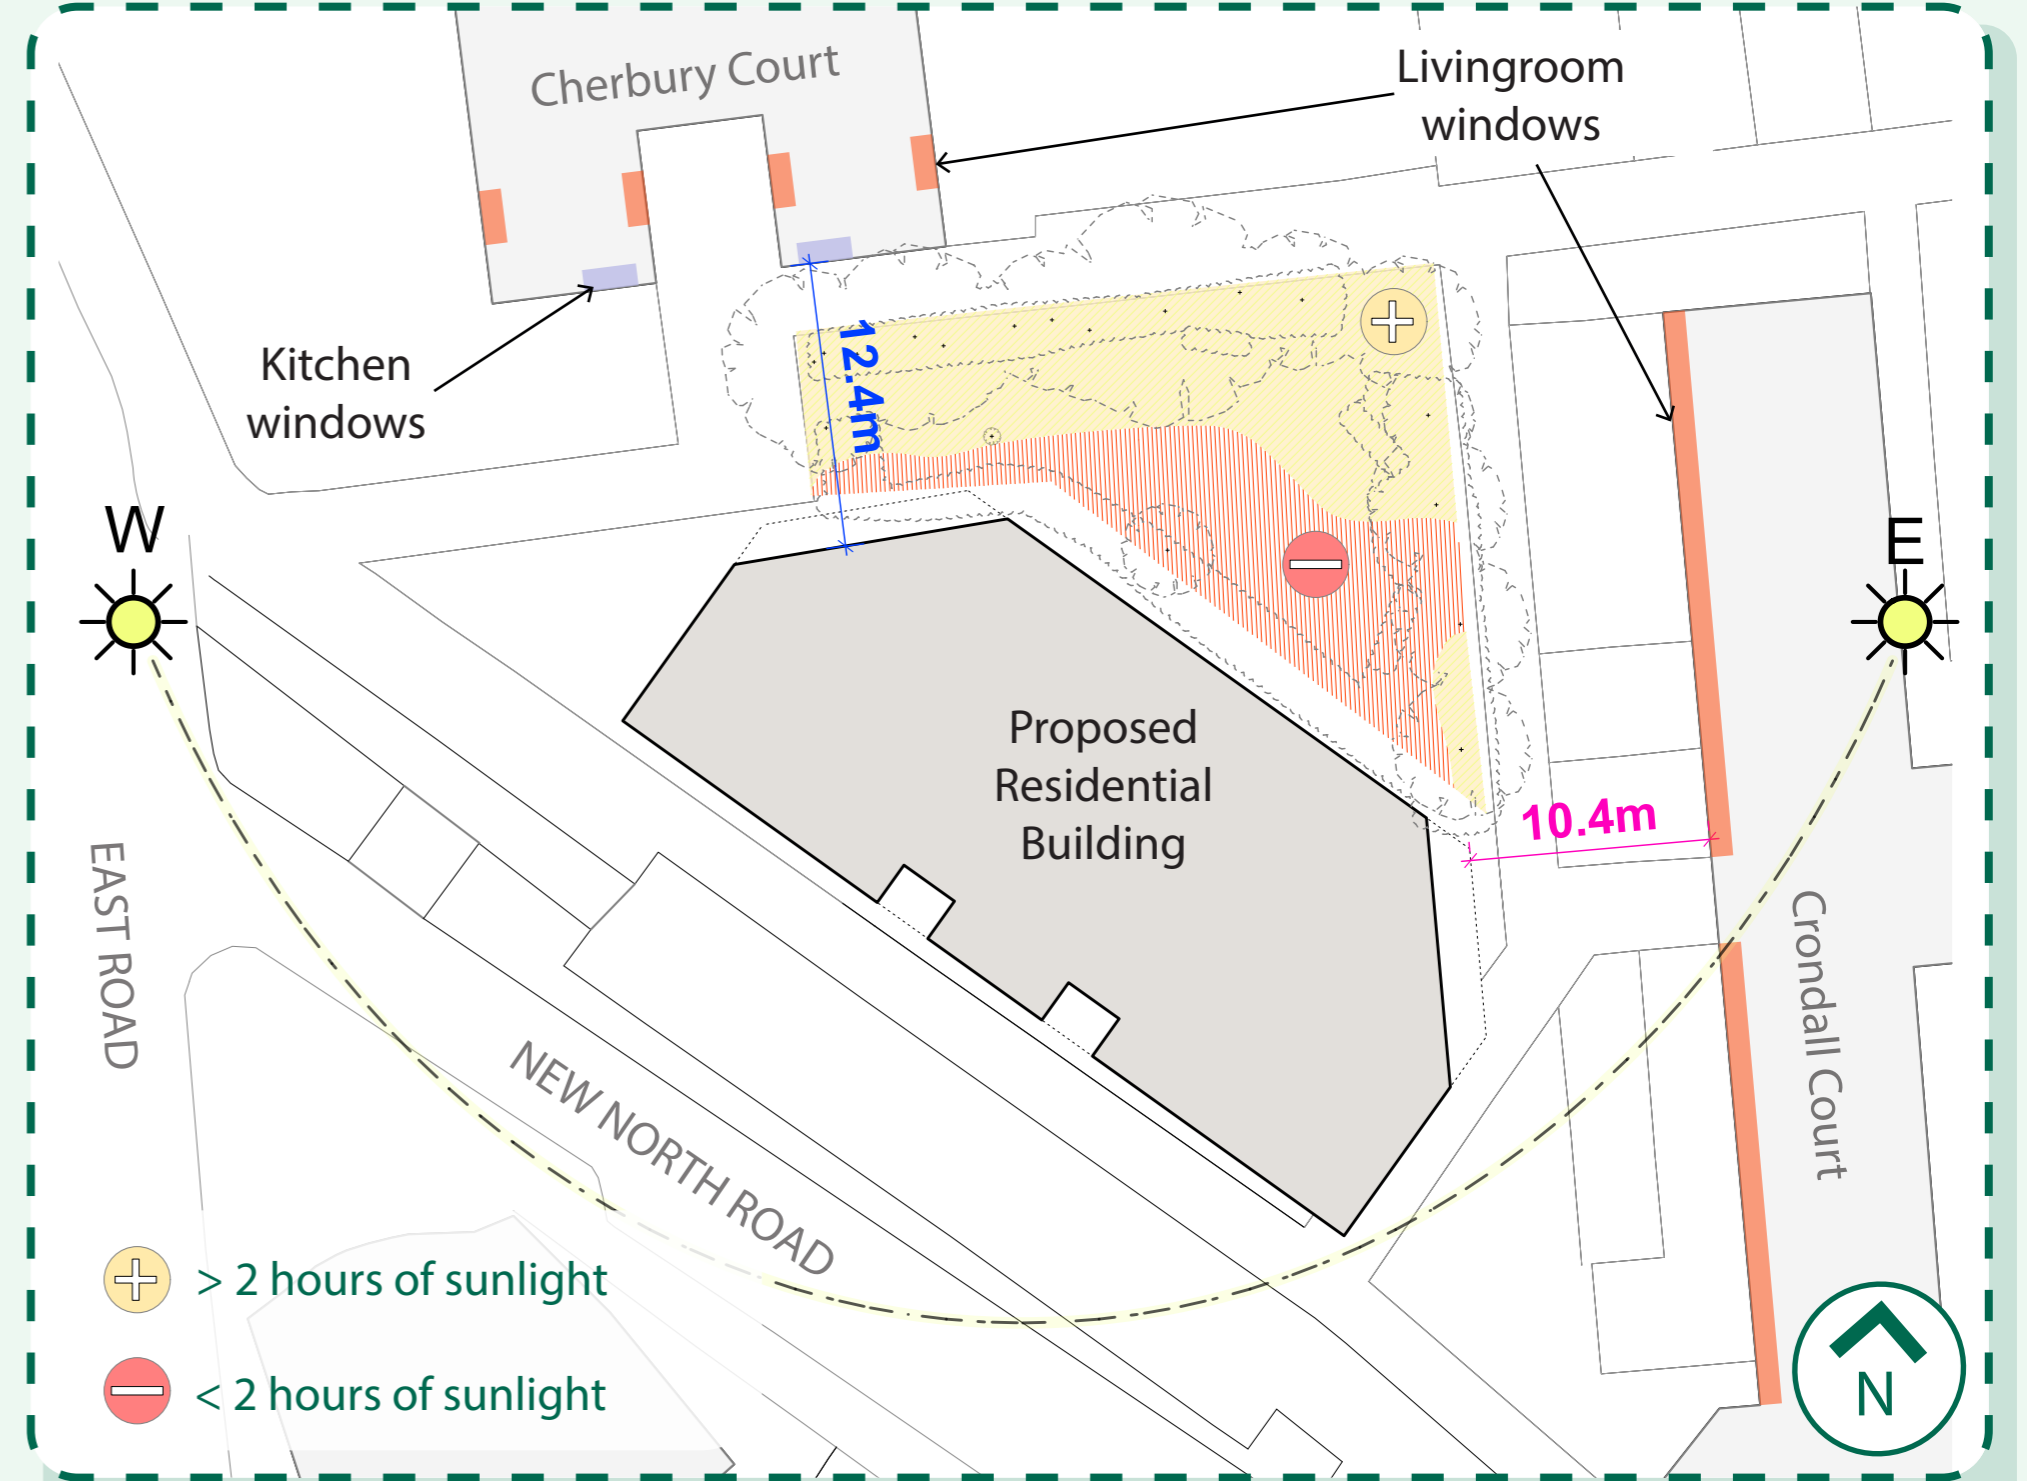 Cherbury Court
Livingroom
windows
Kitchen
windows
12.4m
W
E
Proposed
Residential
Building
10.4m
EAST ROAD
NEW NORTH ROAD
Crondall Court
> 2 hours of sunlight
< 2 hours of sunlight
N